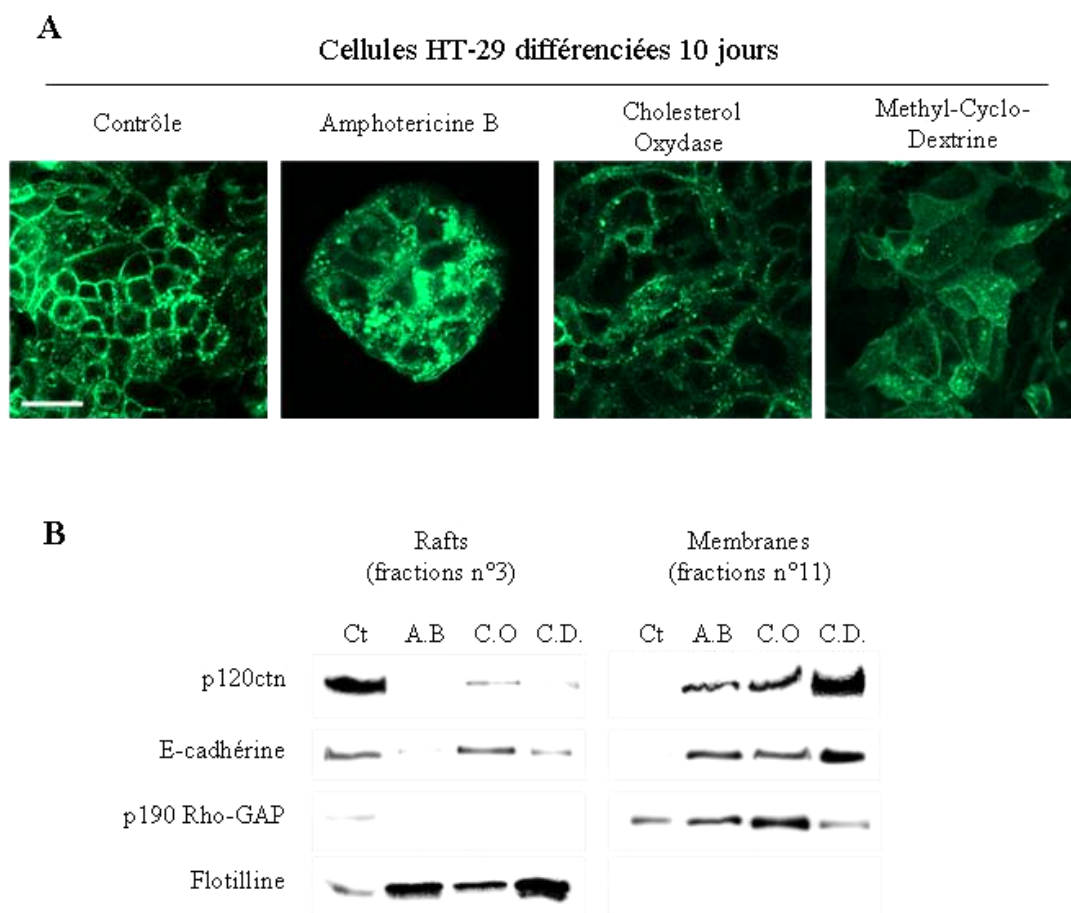 A
Cellules HT-29 différenciées 10 jours
Contrôle
Amphotericine B
Cholesterol
Oxydase
Methyl-Cyclo-
Dextrine
B
Rafts
(fractions n°3)
Membranes
(fractions n°11)
Ct A.B C.O C.D. Ct A.B C.O C.D.
p120ctn
E-cadhérine
p190 Rho-GAP
Flotilline